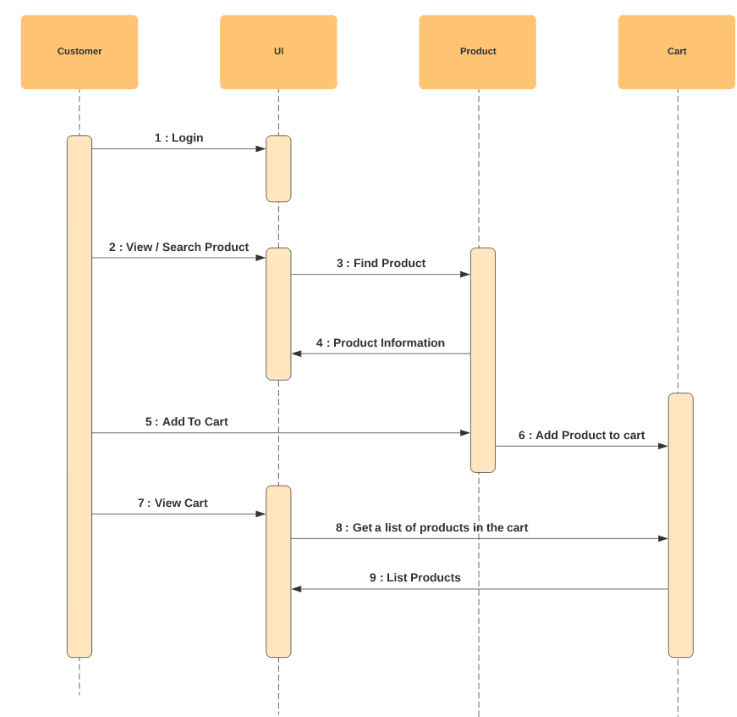 Customer
UI
Product
Cart
1 : Login
2 : View / Search Product
3 : Find Product
4 : Product Information
5 : Add To Cart
6 : Add Product to cart
7 : View Cart
8 : Get a list of products in the cart
9 : List Products